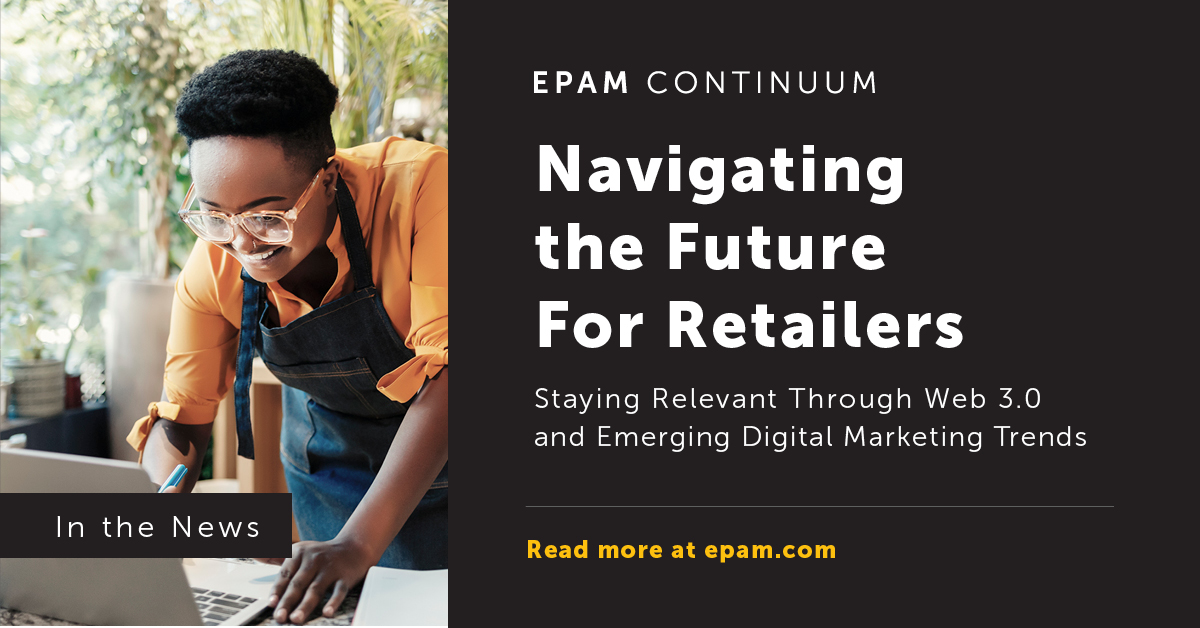 EPAM CONTINUUM
Navigating
the Future
For Retailers
Staying Relevant Through Web 3.0
and Emerging Digital Marketing Trends
In the News
Read more at epam.com